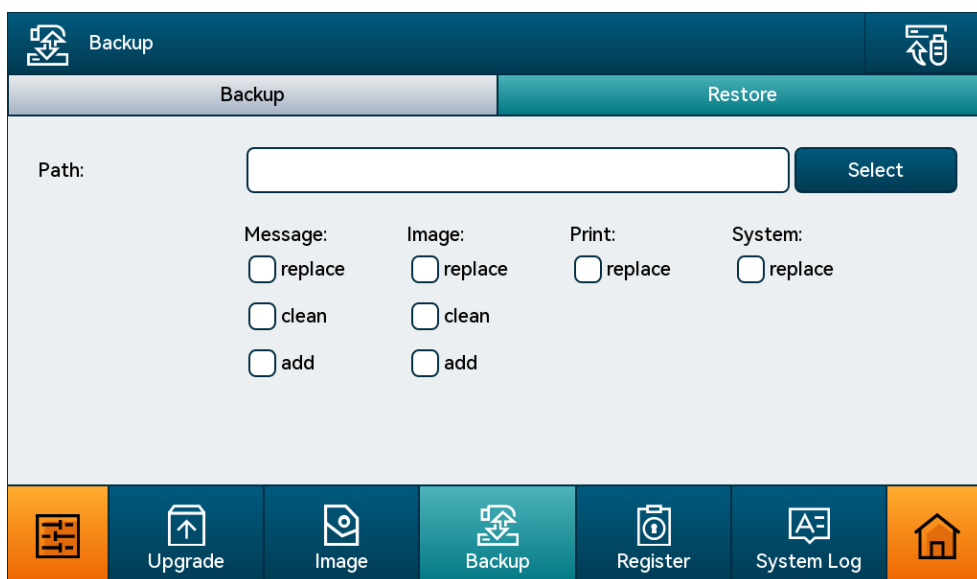 Backup
Backup Restore
Path: Select
Message: Image: Print: System:
replace replace replace replace
clean clean
add add
Upgrade Image Backup Register System Log